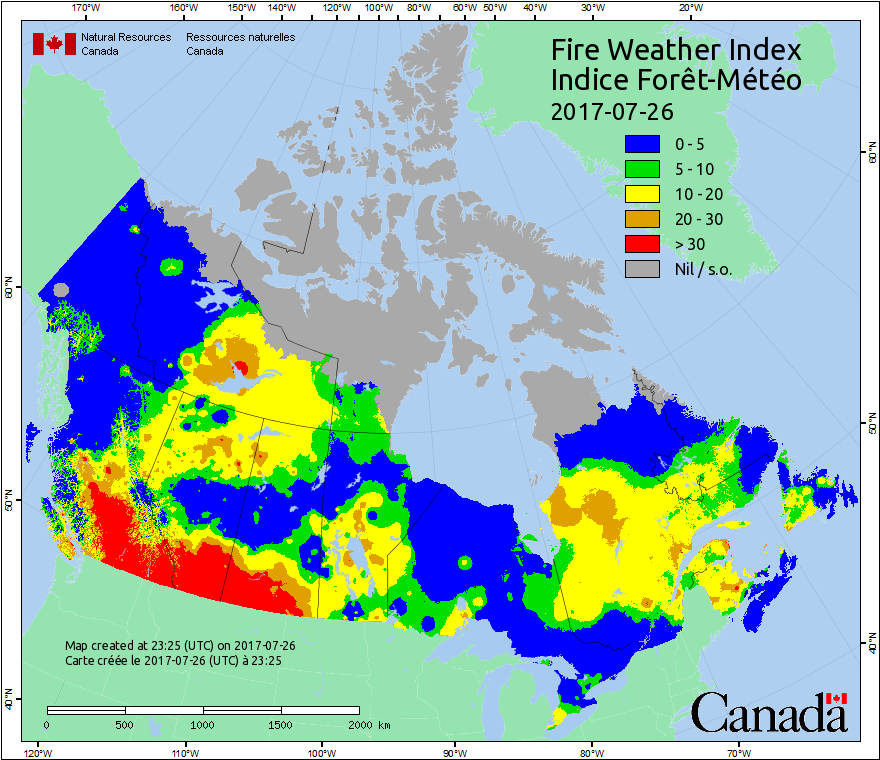 170°W 160°W 150°W 140°W 120°W 100°W 80°W 60°W 50°W 40°W 30°W 20°W
Natural Resources Ressources naturelles
Canada Canada
Fire Weather Index
Indice Forêt-Météo
2017-07-26
0 - 5
5 - 10
10 - 20
20 - 30
> 30
Nil / s.o.
60°N
60°N
50°N
50°N
40°N
40°N
Map created at 23:25 (UTC) on 2017-07-26
Carte créée le 2017-07-26 (UTC) à 23:25
0 500 1000 1500 2000 km
Canada
120°W 110°W 100°W 90°W 80°W 70°W